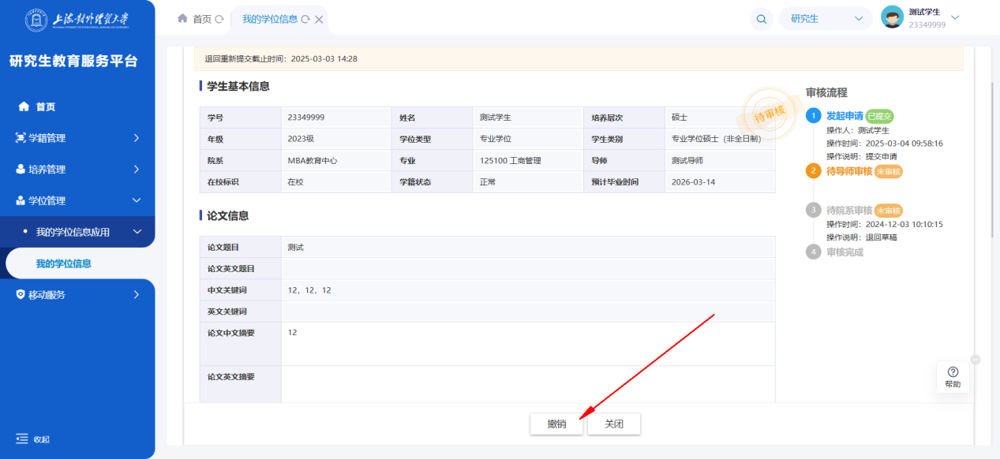 上海对外经贸大学
研究生教育服务平台
首页
学籍管理
培养管理
学位管理
我的学位信息应用
我的学位信息
移动服务
收起
首页
我的学位信息
研究生
测试学生
23349999
退回重新提交截止时间：2025-03-03 14:28
学生基本信息
学号 23349999 姓名 测试学生 培养层次 硕士
年级 2023级 学位类型 专业学位 学生类别 专业学位硕士（非全日制）
院系 MBA教育中心 专业 125100 工商管理 导师 测试导师
在校标识 在校 学籍状态 正常 预计毕业时间 2026-03-14
待审核
论文信息
论文题目 测试
论文英文题目
中文关键词 12，12，12
英文关键词
论文中文摘要 12
论文英文摘要
撤销 关闭
审核流程
1 发起申请 已提交
操作人：测试学生
操作时间：2025-03-04 09:58:16
操作说明：提交申请
2 待导师审核 未审核
3 待院系审核 未审核
操作时间：2024-12-03 10:10:15
操作说明：退回草稿
4 审核完成
帮助